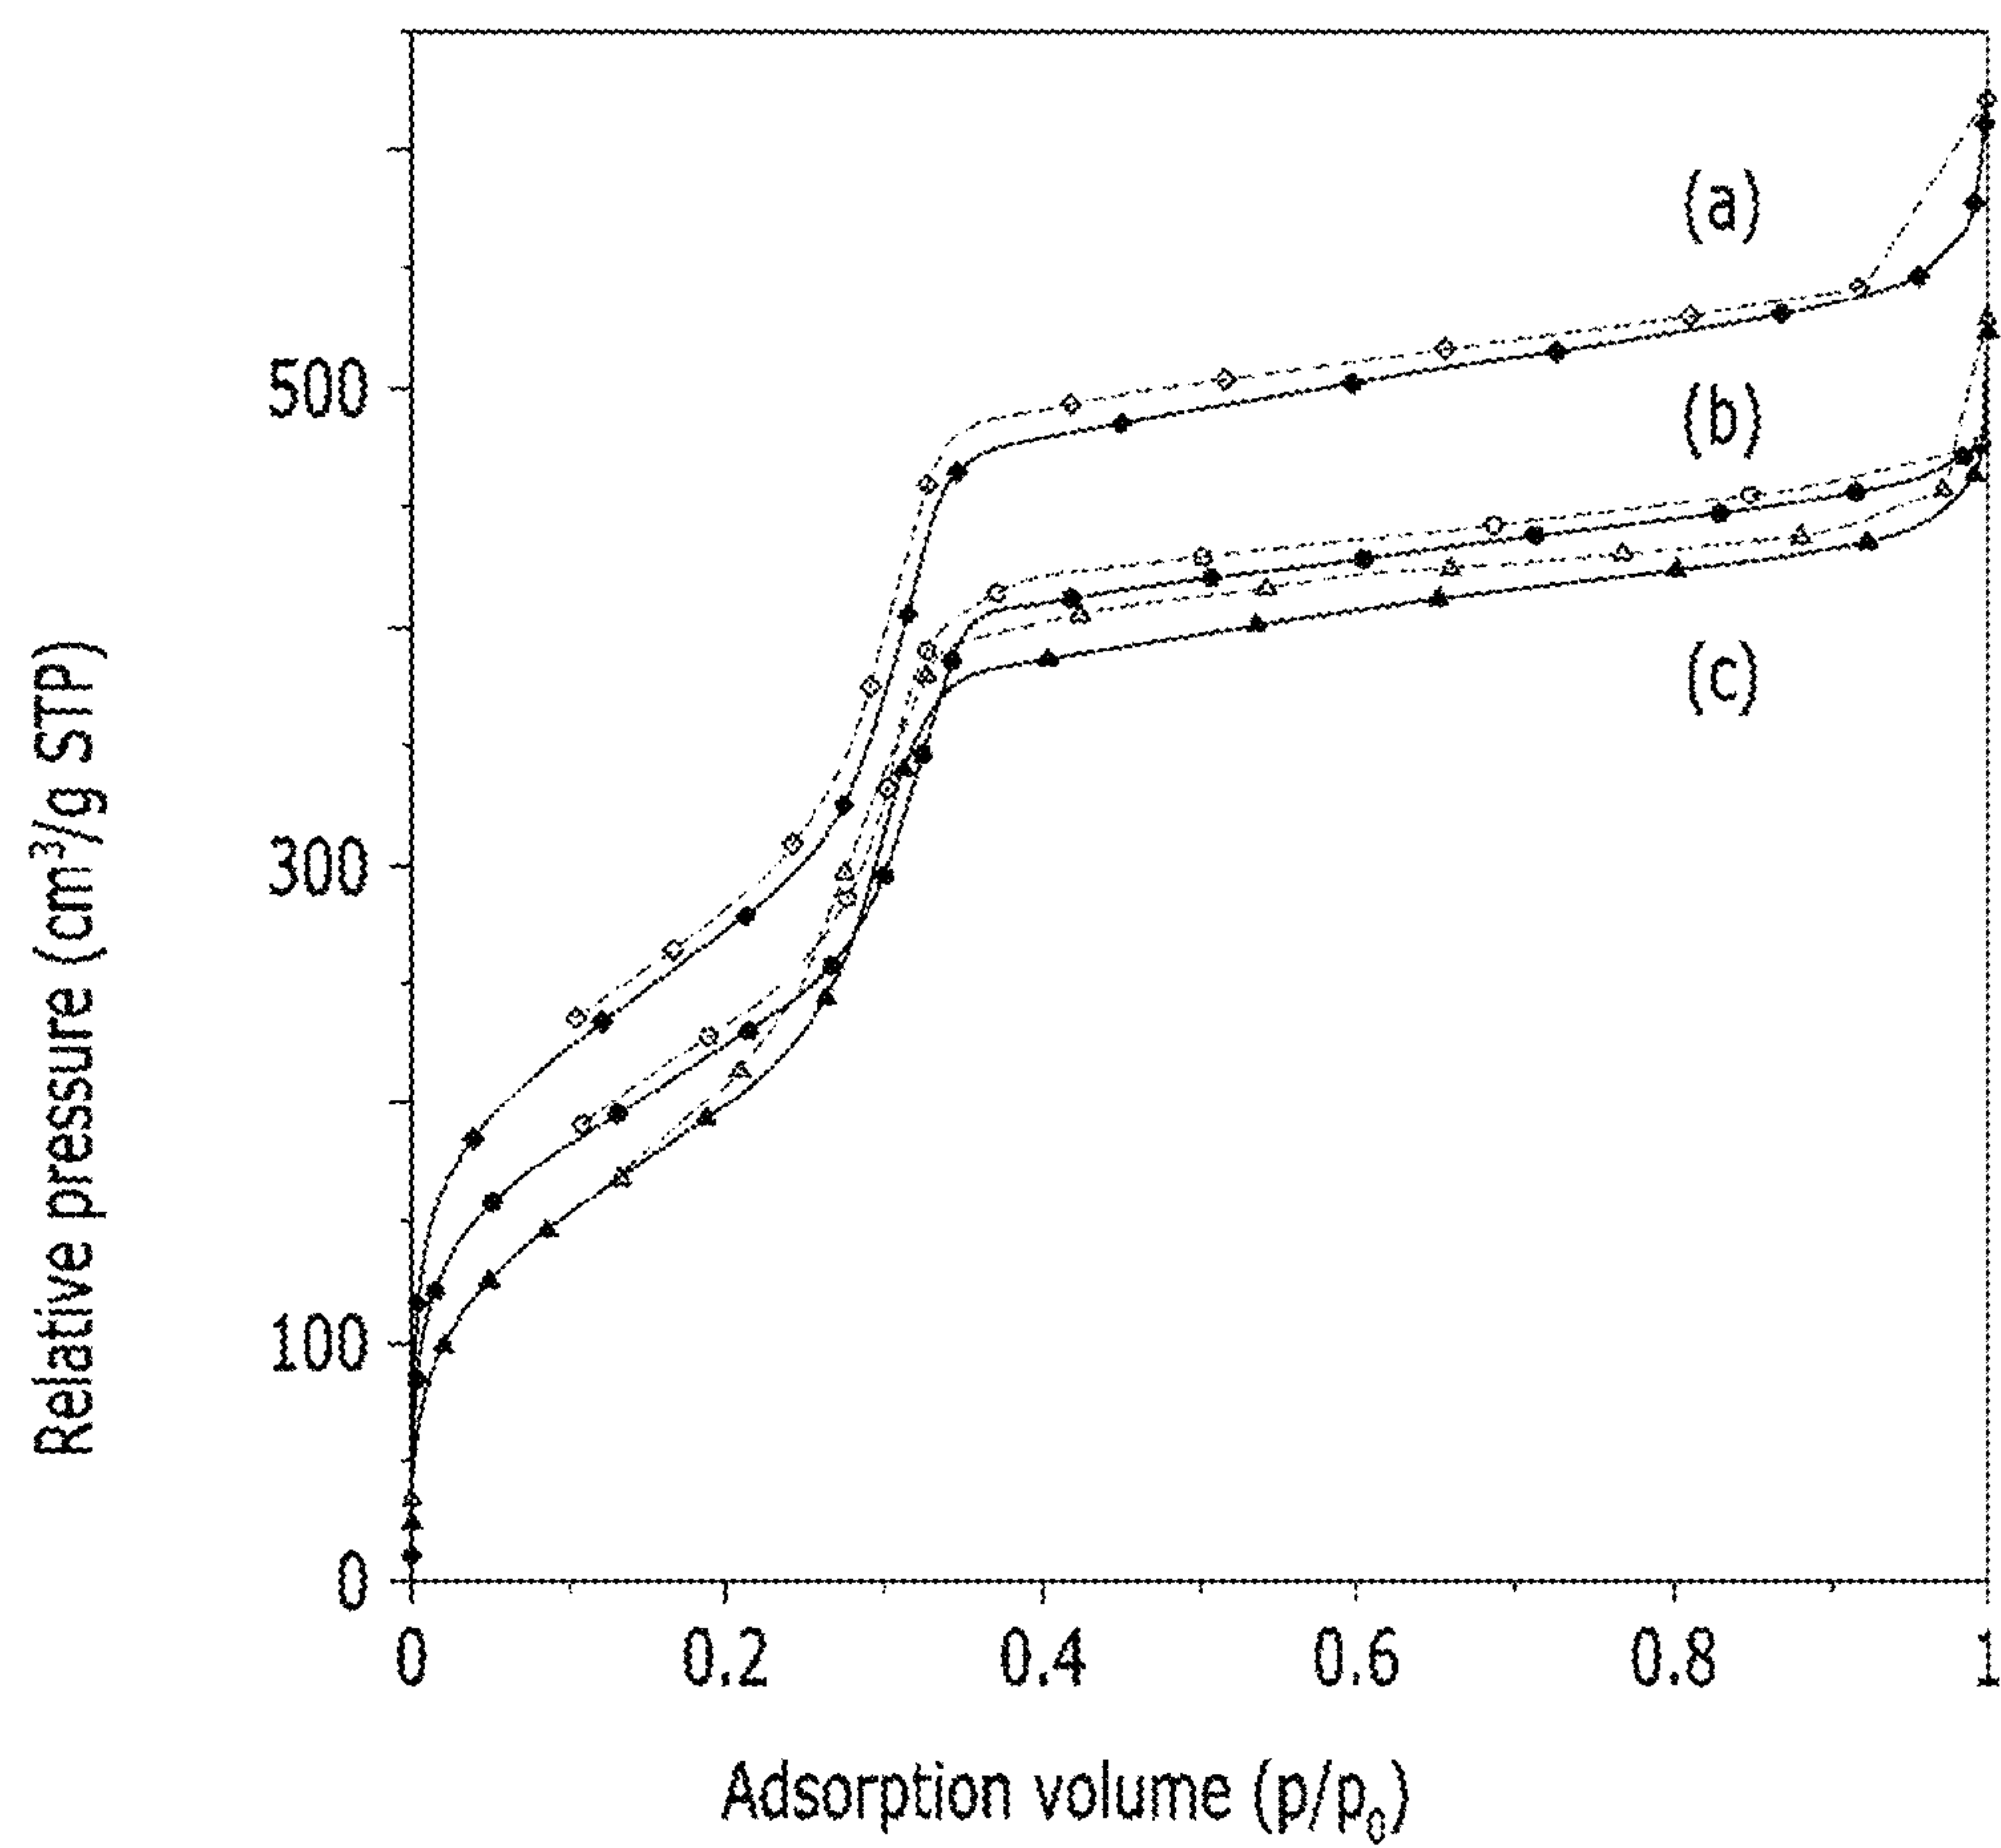 (a)
500
(b)
(c)
Relative pressure (cm³/g STP)
300
100
0
0 0.2 0.4 0.6 0.8 1
Adsorption volume (p/p₀)